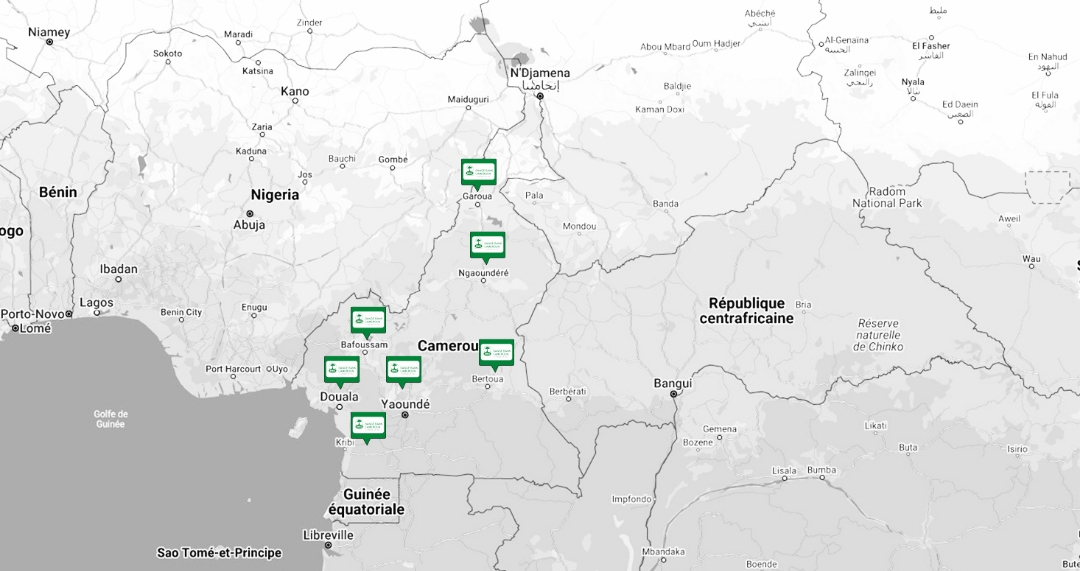 Niamey
Zinder
Maradi
Sokoto
Katsina
Kano
Zaria
Kaduna
Bauchi
Gombe
Jos
Maiduguri
N'Djamena
إنجامينا
Abéché
أبشي
Abou Mbard
Oum Hadjer
Baldjie
Kaman Doxi
Al-Genaina
الجنينة
مليط
El Fasher
الفاشر
Zalingei
زالنجي
Nyala
نيالا
Ed Daein
الضعين
En Nahud
النهود
El Fula
الفولة
Bénin
Nigeria
Abuja
ogo
Ibadan
Lagos
Porto-Novo
Lomé
Benin City
Enugu
Port Harcourt
Uyo
Garoua
Pala
Mondou
Banda
Ngaoundéré
Radom
National Park
Aweil
Wau
S
Bafoussam
Camerou
Bertoua
Douala
Yaoundé
Kribi
République
centrafricaine
Bria
Réserve
naturelle
de Chinko
Berbérati
Bangui
Golfe de
Guinée
Gemena
Bozene
Likati
Buta
Isirio
Lisala
Bumba
Impfondo
Guinée
équatoriale
Libreville
Sao Tomé-et-Principe
Mbandaka
Boende
Bute